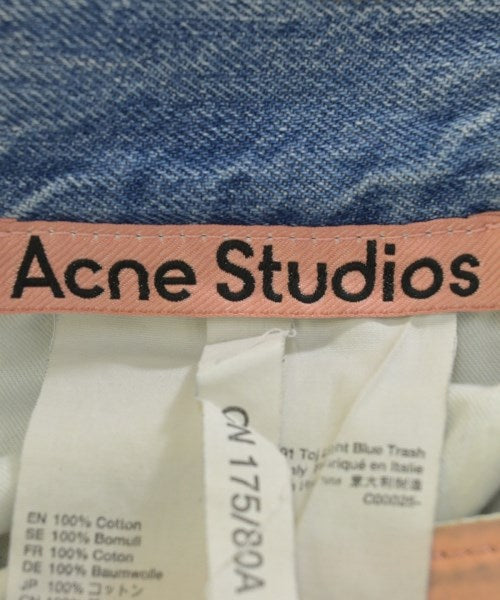 Acne Studios
CN 175/80A
Blue Trash
en Italie
意大利制造
C00025-
EN 100% Cotton
SE 100% Bomull
FR 100% Coton
DE 100% Baumwolle
JP 100% コットン